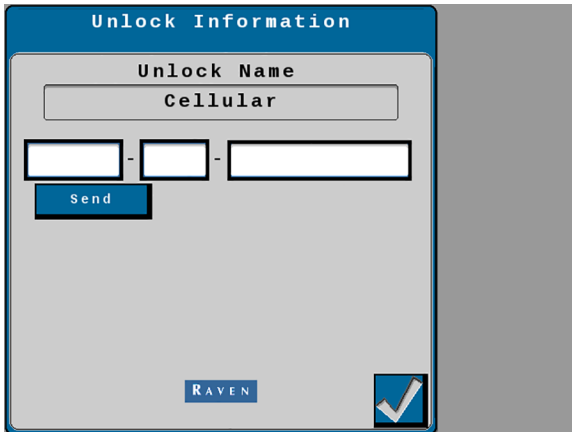 Unlock Information
Unlock Name
Cellular
- -
Send
RAVEN